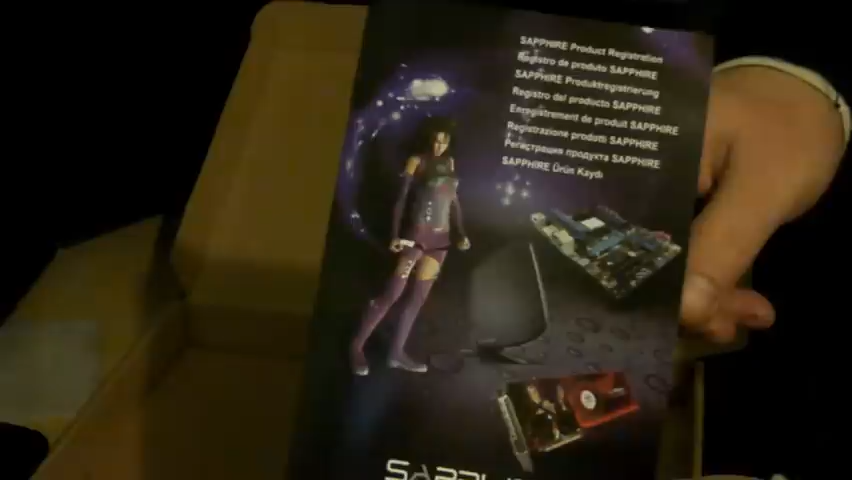 SAPPHIRE Product Registration
Registro de produto SAPPHIRE
SAPPHIRE Produktregistrierung
Registro del producto SAPPHIRE
Enregistrement de produit SAPPHIRE
Registrazione prodotti SAPPHIRE
Регистрация продукта SAPPHIRE
SAPPHIRE Ürün Kaydı